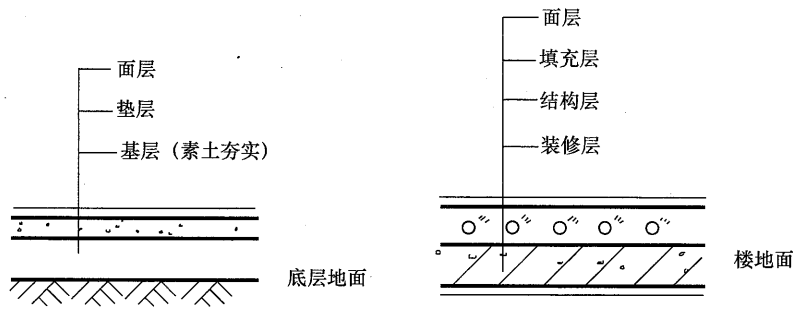 面层
垫层
基层（素土夯实）
底层地面
面层
填充层
结构层
装修层
楼地面